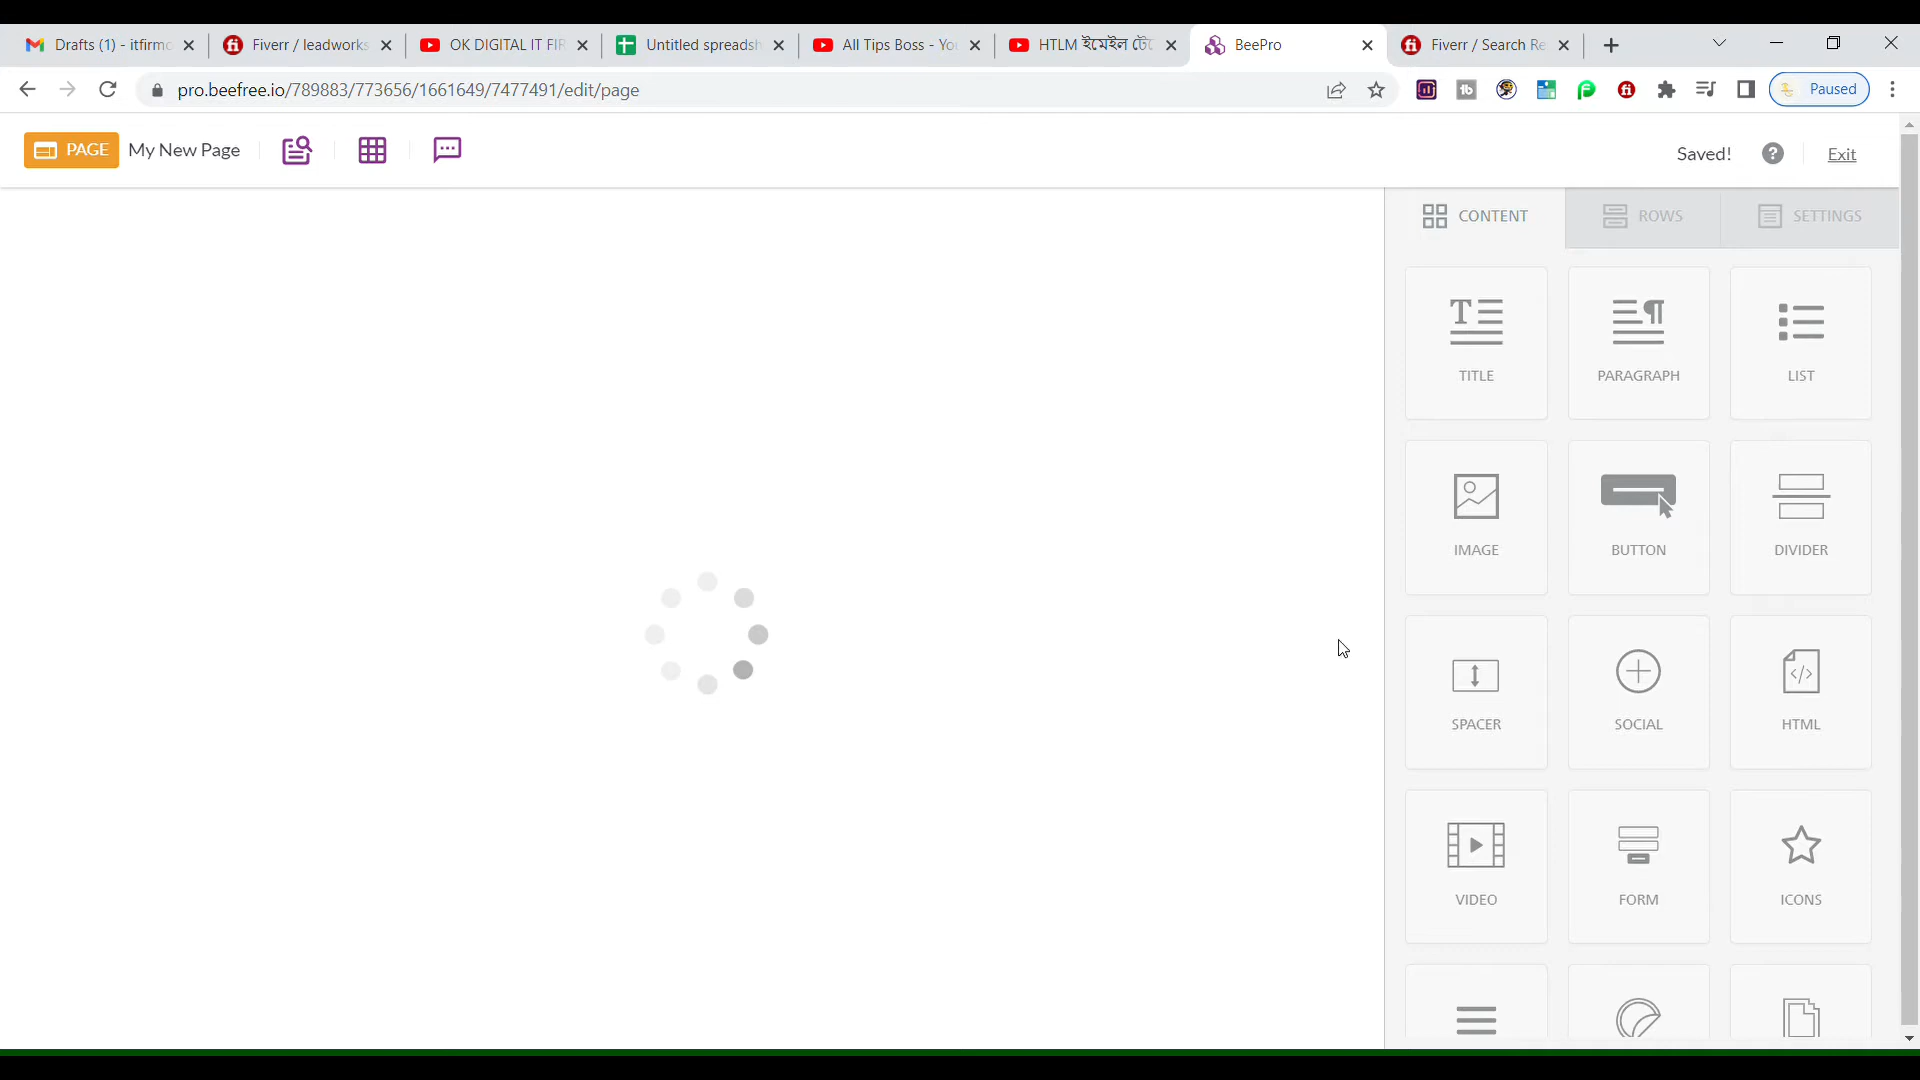 Drafts (1) - itfirmc
Fiverr / leadworks
OK DIGITAL IT FIR
Untitled spreadsh
All Tips Boss - Yo
HTLM ইমেইল টে
BeePro
Fiverr / Search Re
pro.beefree.io/789883/773656/1661649/7477491/edit/page
Paused
PAGE My New Page
Saved!
Exit
CONTENT
ROWS
SETTINGS
TITLE
PARAGRAPH
LIST
IMAGE
BUTTON
DIVIDER
SPACER
SOCIAL
HTML
VIDEO
FORM
ICONS